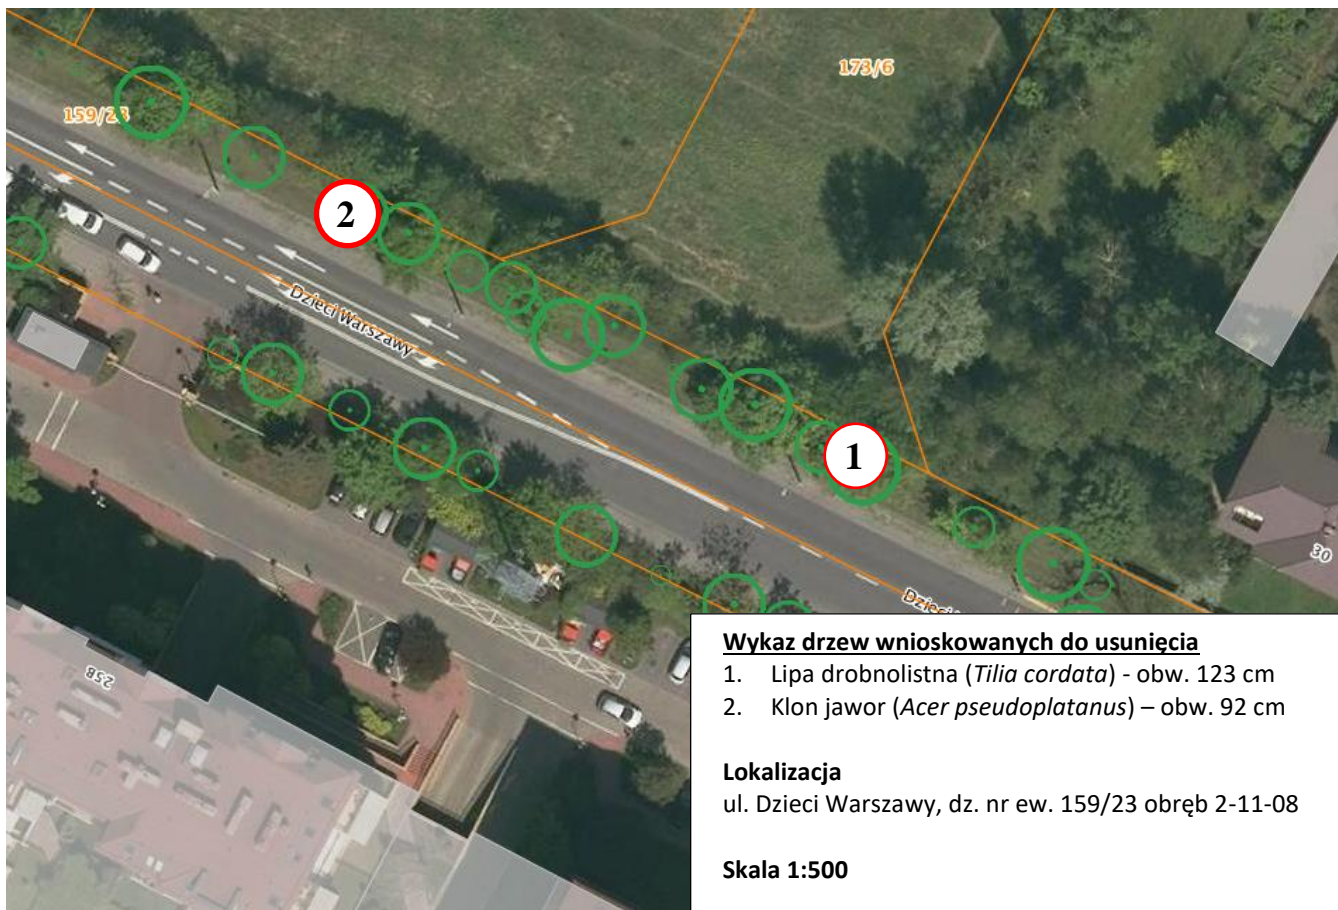 173/6
159/23
2
Dzieci Warszawy
1
30
Dzieci
258
Wykaz drzew wnioskowanych do usunięcia
1. Lipa drobnolistna (Tilia cordata) - obw. 123 cm
2. Klon jawor (Acer pseudoplatanus) – obw. 92 cm
Lokalizacja
ul. Dzieci Warszawy, dz. nr ew. 159/23 obręb 2-11-08
Skala 1:500